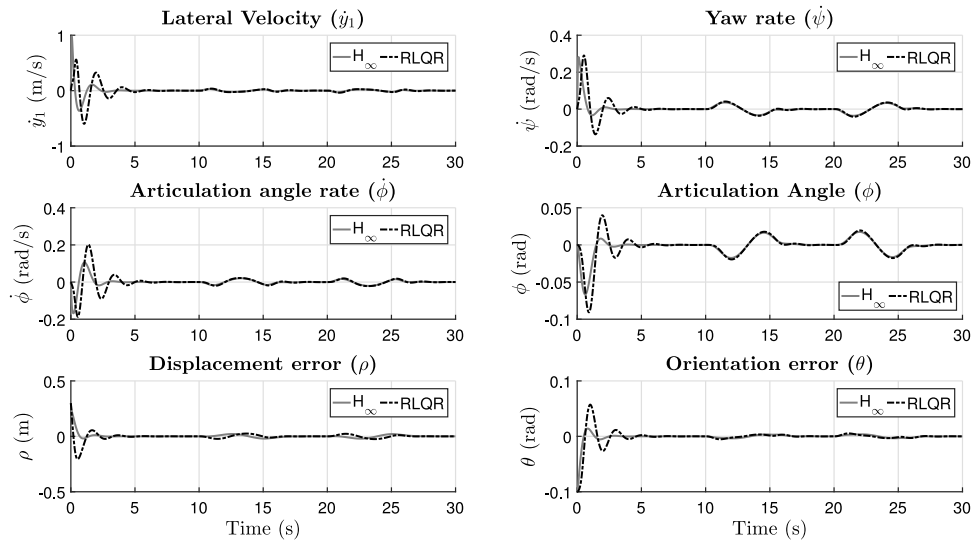 Lateral Velocity (ẏ₁)
ẏ₁ (m/s)
1
0
-1
H∞ RLQR
0 5 10 15 20 25 30
Yaw rate (ψ̇)
ψ̇ (rad/s)
0.4
0.2
0
-0.2
H∞ RLQR
0 5 10 15 20 25 30
Articulation angle rate (ϕ̇)
ϕ̇ (rad/s)
0.4
0.2
0
-0.2
H∞ RLQR
0 5 10 15 20 25 30
Articulation Angle (ϕ)
ϕ (rad)
0.05
0
-0.05
-0.1
H∞ RLQR
0 5 10 15 20 25 30
Displacement error (ρ)
ρ (m)
0.5
0
-0.5
H∞ RLQR
0 5 10 15 20 25 30
Time (s)
Orientation error (θ)
θ (rad)
0.1
0
-0.1
H∞ RLQR
0 5 10 15 20 25 30
Time (s)